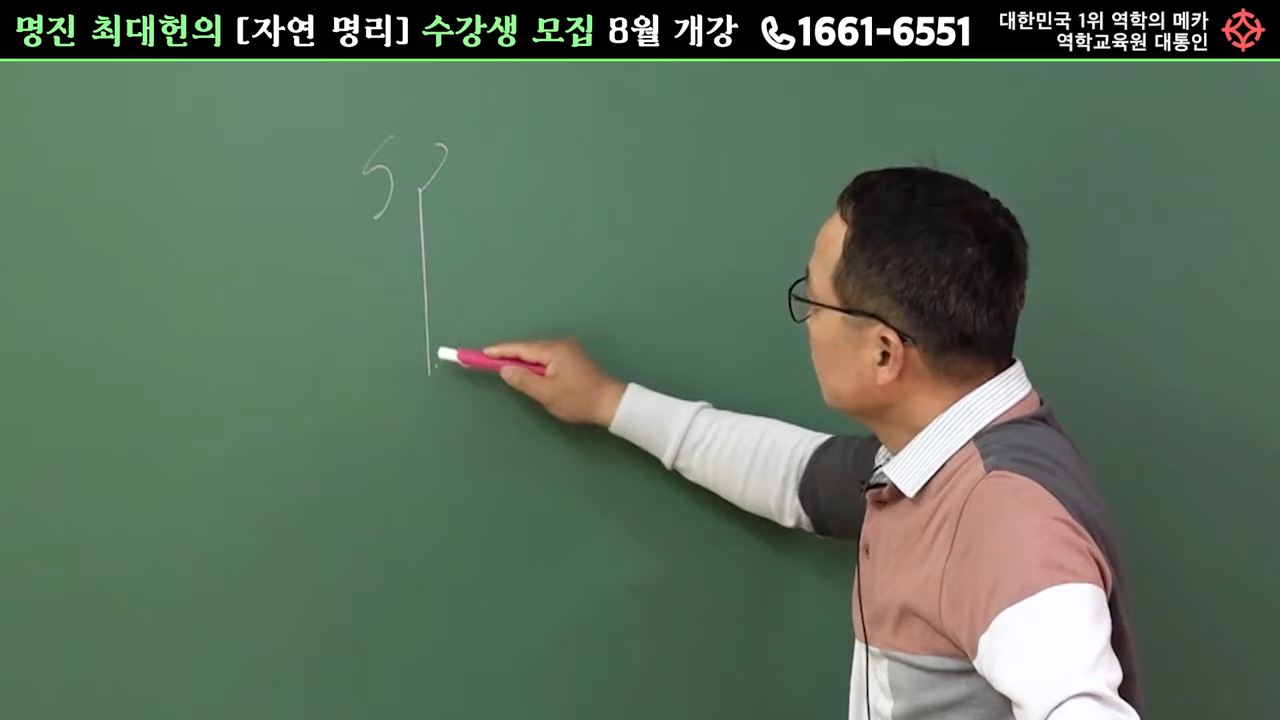 명진 최대헌의 [자연 명리] 수강생 모집 8월 개강 1661-6551
대한민국 1위 역학의 메카
역학교육원 대통인